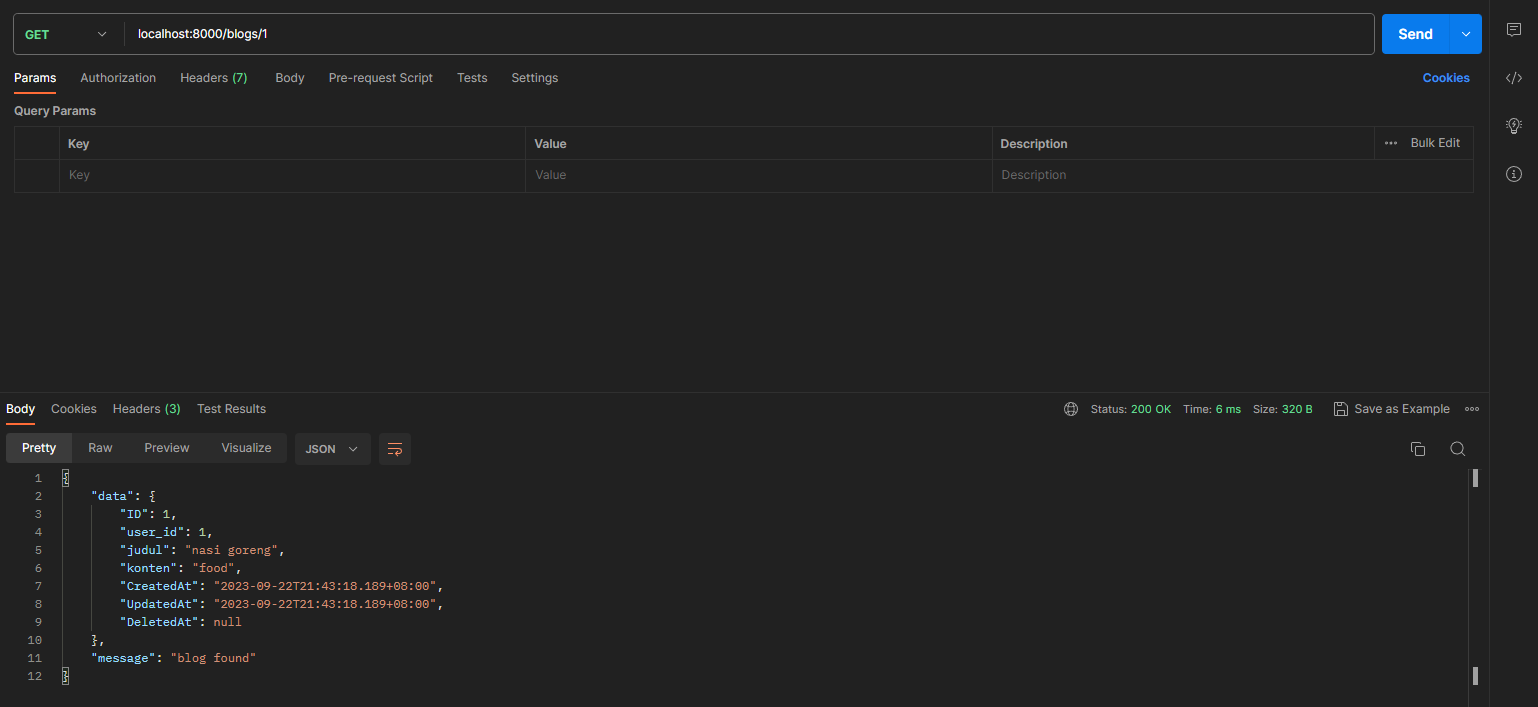 GET localhost:8000/blogs/1 Send
Params Authorization Headers (7) Body Pre-request Script Tests Settings Cookies
Query Params
Key Value Description ••• Bulk Edit
Key Value Description
Body Cookies Headers (3) Test Results Status: 200 OK Time: 6 ms Size: 320 B Save as Example
Pretty Raw Preview Visualize JSON
1 {
2 "data": {
3 "ID": 1,
4 "user_id": 1,
5 "judul": "nasi goreng",
6 "konten": "food",
7 "CreatedAt": "2023-09-22T21:43:18.189+08:00",
8 "UpdatedAt": "2023-09-22T21:43:18.189+08:00",
9 "DeletedAt": null
10 },
11 "message": "blog found"
12 }